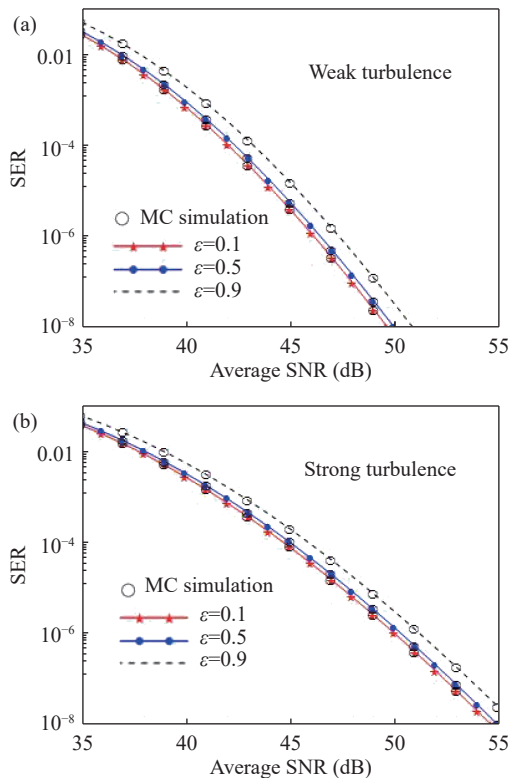 (a)
0.01
Weak turbulence
10⁻⁴
SER
MC simulation
10⁻⁶
ε=0.1
ε=0.5
ε=0.9
10⁻⁸
35 40 45 50 55
Average SNR (dB)
(b)
0.01
Strong turbulence
10⁻⁴
SER
MC simulation
ε=0.1
10⁻⁶
ε=0.5
ε=0.9
10⁻⁸
35 40 45 50 55
Average SNR (dB)